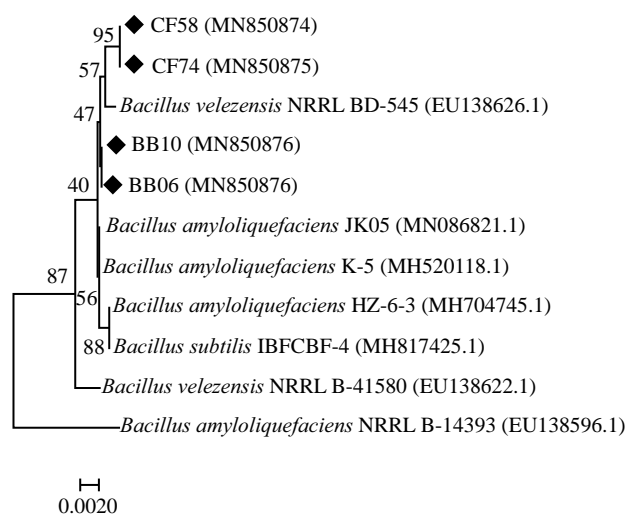 95
CF58 (MN850874)
CF74 (MN850875)
57
Bacillus velezensis NRRL BD-545 (EU138626.1)
47
BB10 (MN850876)
40
BB06 (MN850876)
Bacillus amyloliquefaciens JK05 (MN086821.1)
87
Bacillus amyloliquefaciens K-5 (MH520118.1)
56
Bacillus amyloliquefaciens HZ-6-3 (MH704745.1)
88
Bacillus subtilis IBFCBF-4 (MH817425.1)
Bacillus velezensis NRRL B-41580 (EU138622.1)
Bacillus amyloliquefaciens NRRL B-14393 (EU138596.1)
0.0020